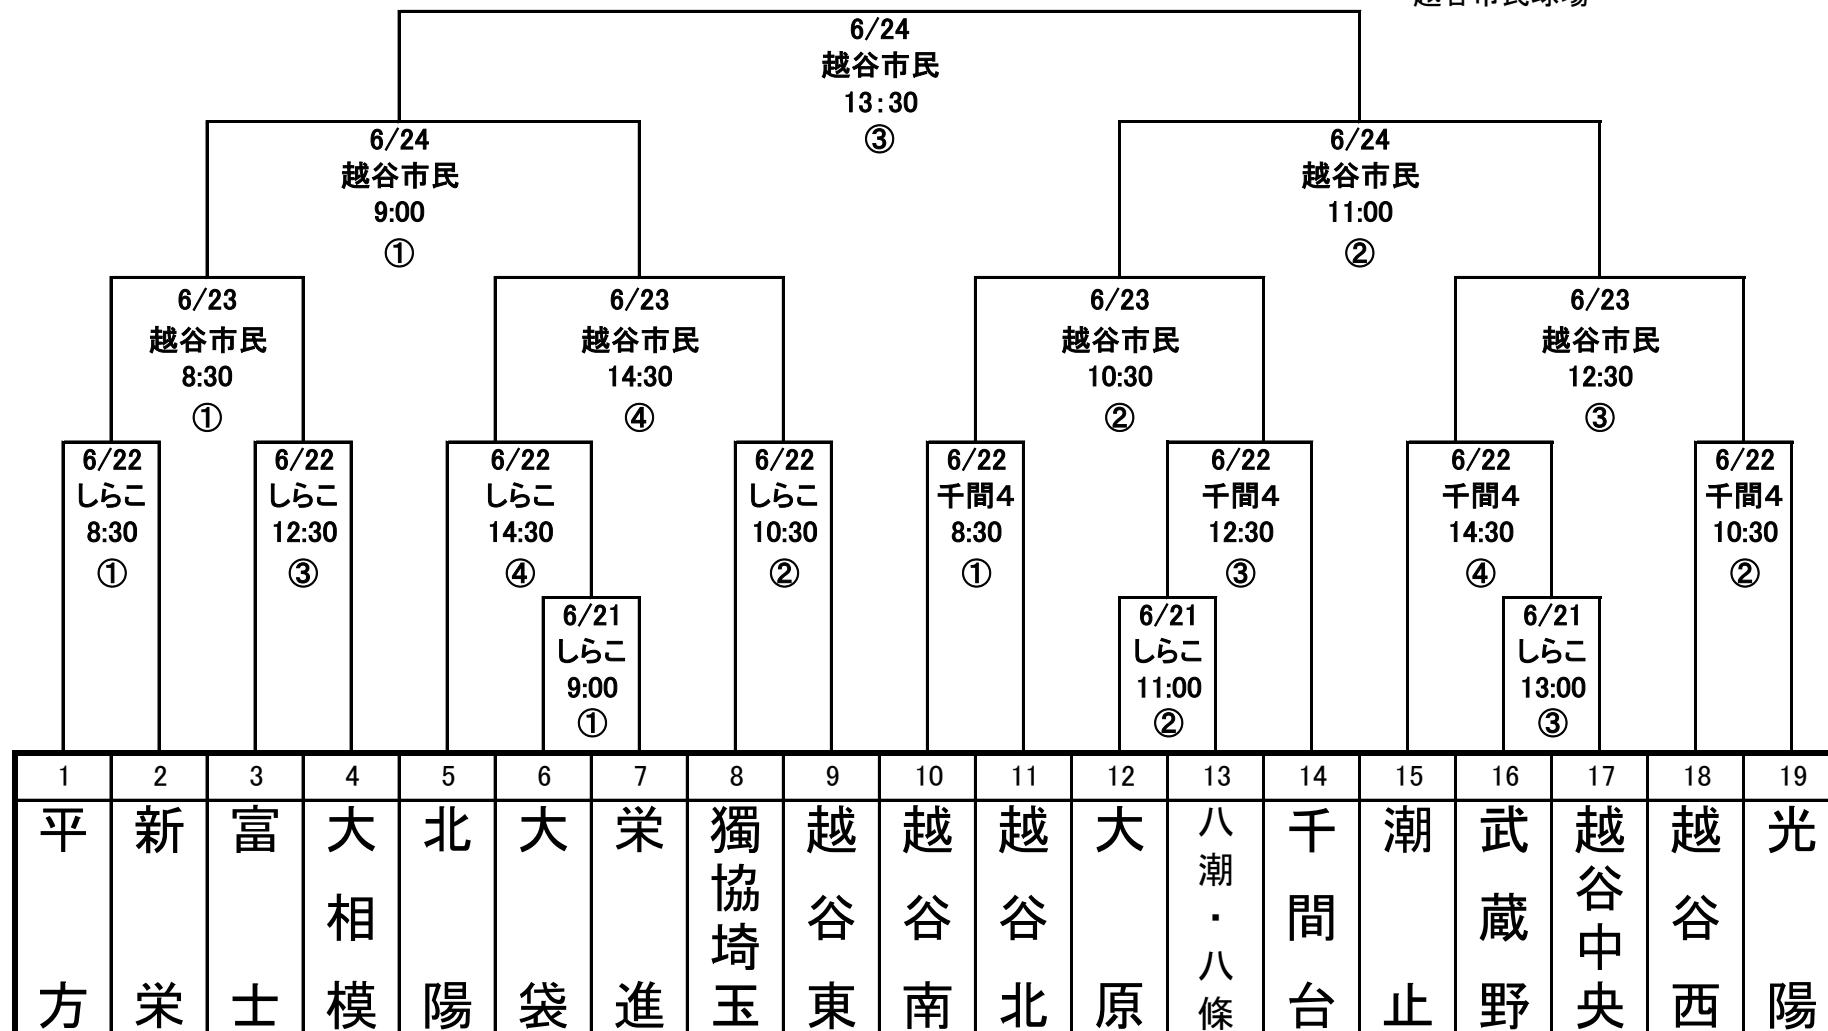 6/24
越谷市民
13:30
③
6/24
越谷市民
9:00
①
6/24
越谷市民
11:00
②
6/23
越谷市民
8:30
①
6/23
越谷市民
14:30
④
6/23
越谷市民
10:30
②
6/23
越谷市民
12:30
③
6/22
しらこ
8:30
①
6/22
しらこ
12:30
③
6/22
しらこ
14:30
④
6/22
しらこ
10:30
②
6/22
千間4
8:30
①
6/22
千間4
12:30
③
6/22
千間4
14:30
④
6/22
千間4
10:30
②
6/21
しらこ
9:00
①
6/21
しらこ
11:00
②
6/21
しらこ
13:00
③
1 2 3 4 5 6 7 8 9 10 11 12 13 14 15 16 17 18 19
平方
新栄
富士
大相模
北陽
大袋
栄進
獨協埼玉
越谷東
越谷南
越谷北
大原
八潮・八條
千間台
潮止
武蔵野
越谷中央
越谷西
光陽